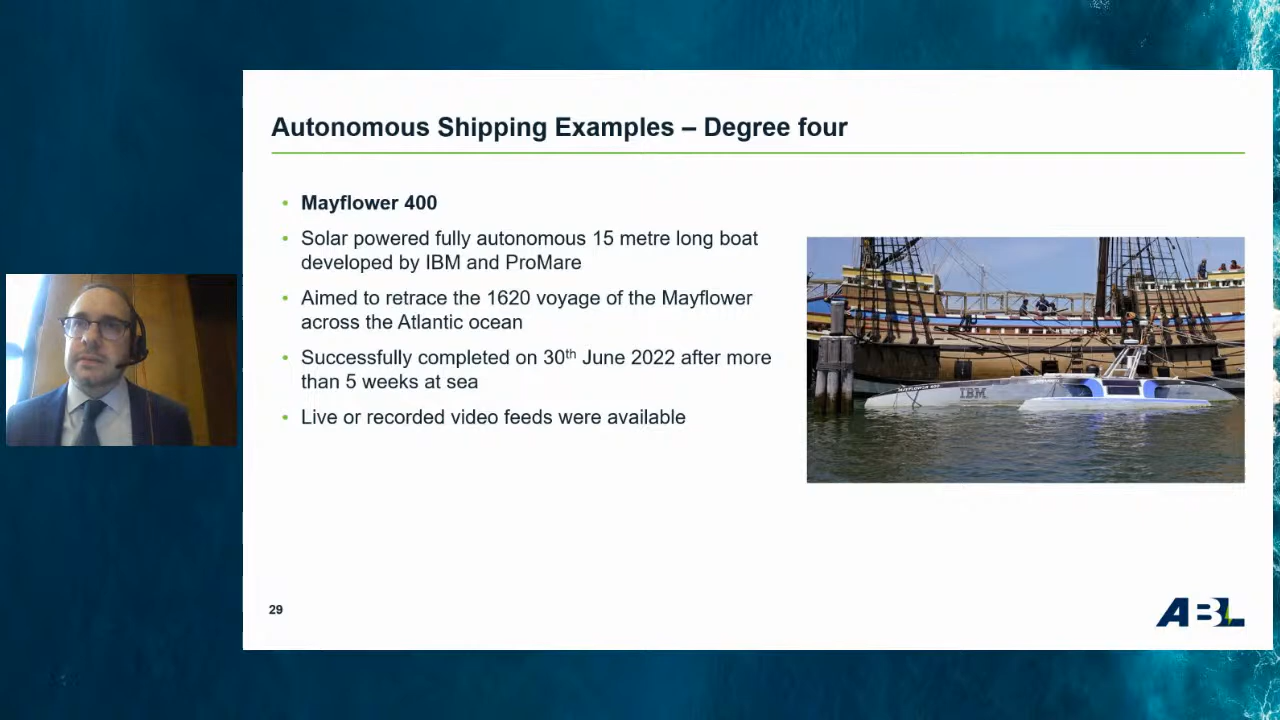 Autonomous Shipping Examples – Degree four
• Mayflower 400
• Solar powered fully autonomous 15 metre long boat
developed by IBM and ProMare
• Aimed to retrace the 1620 voyage of the Mayflower
across the Atlantic ocean
• Successfully completed on 30th June 2022 after more
than 5 weeks at sea
• Live or recorded video feeds were available
MAYFLOWER 400
IBM
29
ABL